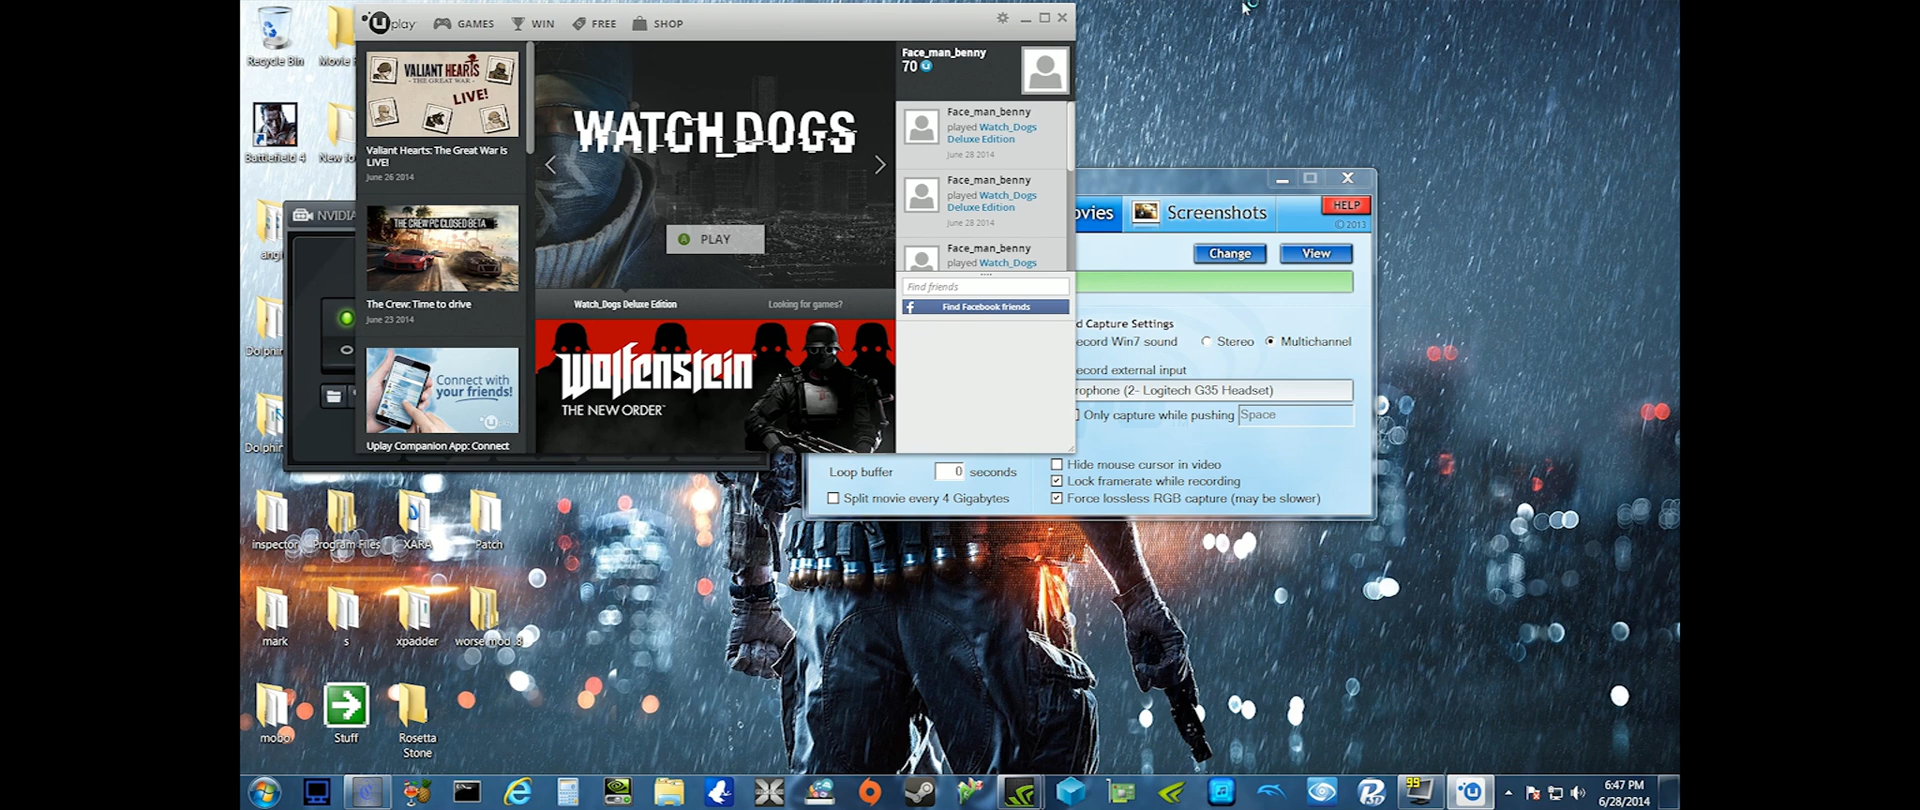 Recycle Bin
Movie
Battlefield 4
New fo
angl
Dolphin
Dolphin
inspector
Program Files
XARA
Patch
mark
s
xpadder
worse mod .8
mobo
Stuff
Rosetta
Stone
Uplay
GAMES
WIN
FREE
SHOP
VALIANT HEARTS
THE GREAT WAR
LIVE!
Valiant Hearts: The Great War is
LIVE!
June 26 2014
THE CREW PC CLOSED BETA
The Crew: Time to drive
June 23 2014
Connect with
your friends!
Uplay
Uplay Companion App: Connect
WATCH_DOGS
A PLAY
Watch_Dogs Deluxe Edition
Looking for games?
Wolfenstein
THE NEW ORDER
Face_man_benny
70
Face_man_benny
played Watch_Dogs
Deluxe Edition
June 28 2014
Face_man_benny
played Watch_Dogs
Deluxe Edition
June 28 2014
Face_man_benny
played Watch_Dogs
Find friends
f Find Facebook friends
NVIDIA
ovies
Screenshots
HELP
© 2013
Change
View
d Capture Settings
ecord Win7 sound
Stereo
Multichannel
ecord external input
rophone (2- Logitech G35 Headset)
Only capture while pushing
Space
Loop buffer
0
seconds
Split movie every 4 Gigabytes
Hide mouse cursor in video
Lock framerate while recording
Force lossless RGB capture (may be slower)
99
6:47 PM
6/28/2014